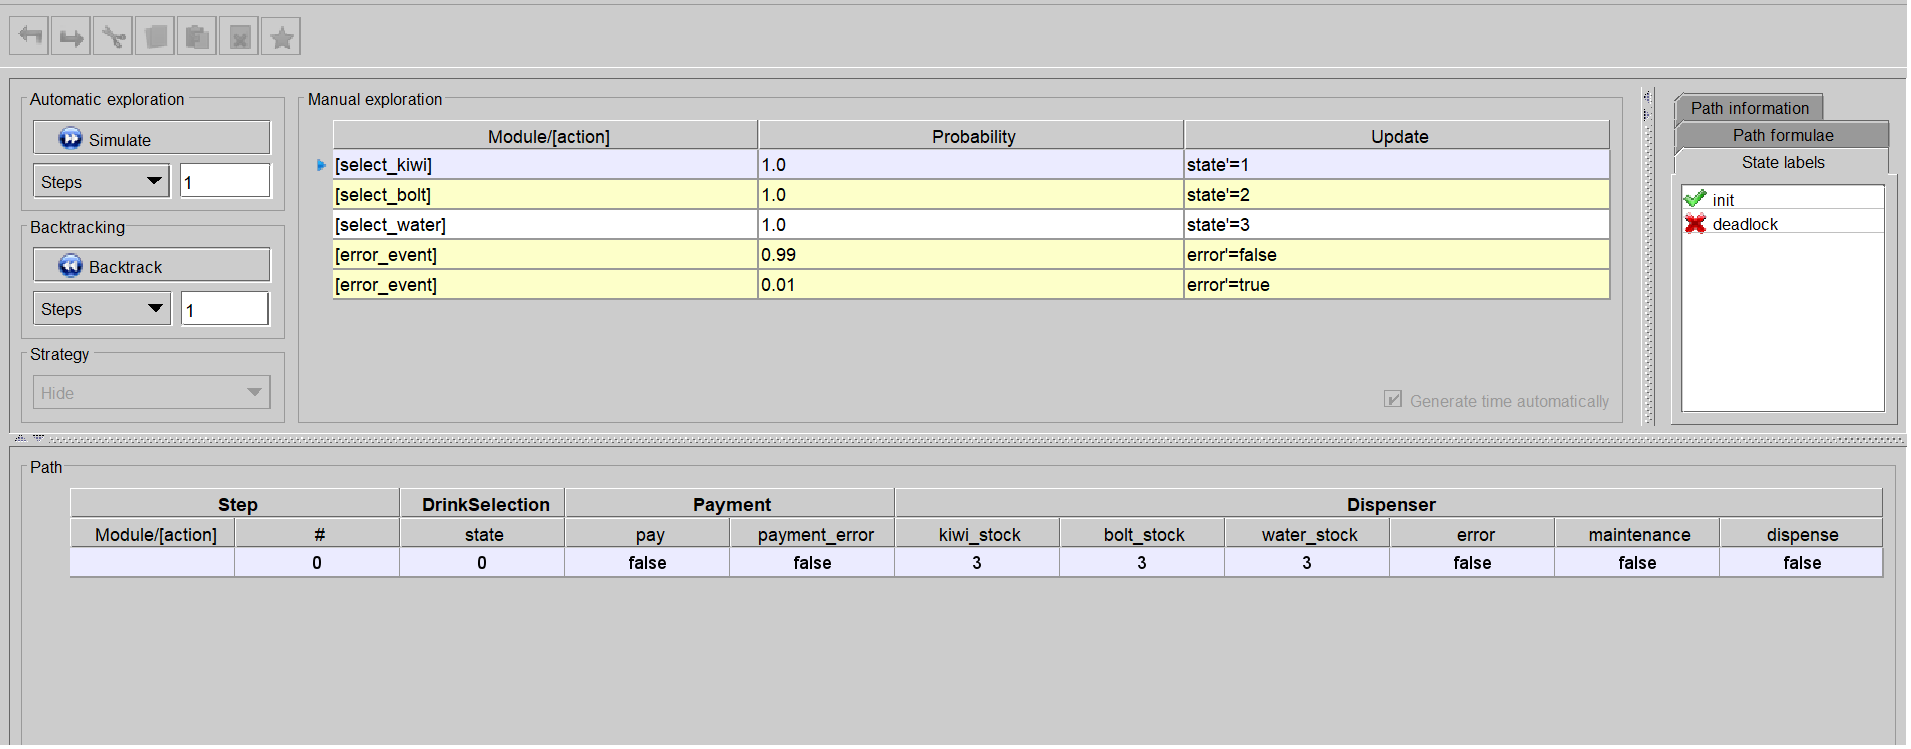 Automatic exploration
Simulate
Steps 1
Backtracking
Backtrack
Steps 1
Strategy
Hide
Manual exploration
Module/[action] Probability Update
[select_kiwi] 1.0 state'=1
[select_bolt] 1.0 state'=2
[select_water] 1.0 state'=3
[error_event] 0.99 error'=false
[error_event] 0.01 error'=true
Generate time automatically
Path information
Path formulae
State labels
init
deadlock
Path
Step DrinkSelection Payment Dispenser
Module/[action] # state pay payment_error kiwi_stock bolt_stock water_stock error maintenance dispense
0 0 false false 3 3 3 false false false